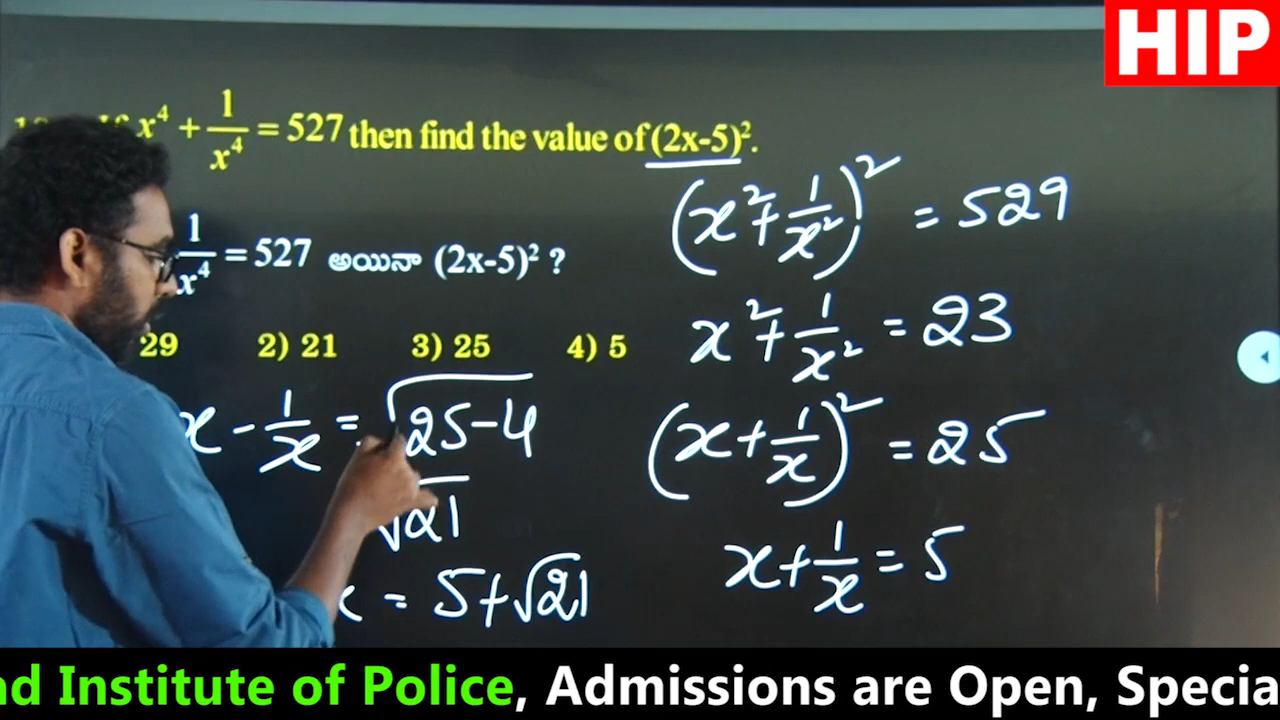 HIP
x⁴ + 1/x⁴ = 527 then find the value of (2x-5)².
1/x⁴ = 527 అయినా (2x-5)² ?
29 2) 21 3) 25 4) 5
x - 1/x = √25-4
√21
x = 5+√21
(x² + 1/x²)² = 529
x² + 1/x² = 23
(x + 1/x)² = 25
x + 1/x = 5
Institute of Police, Admissions are Open,